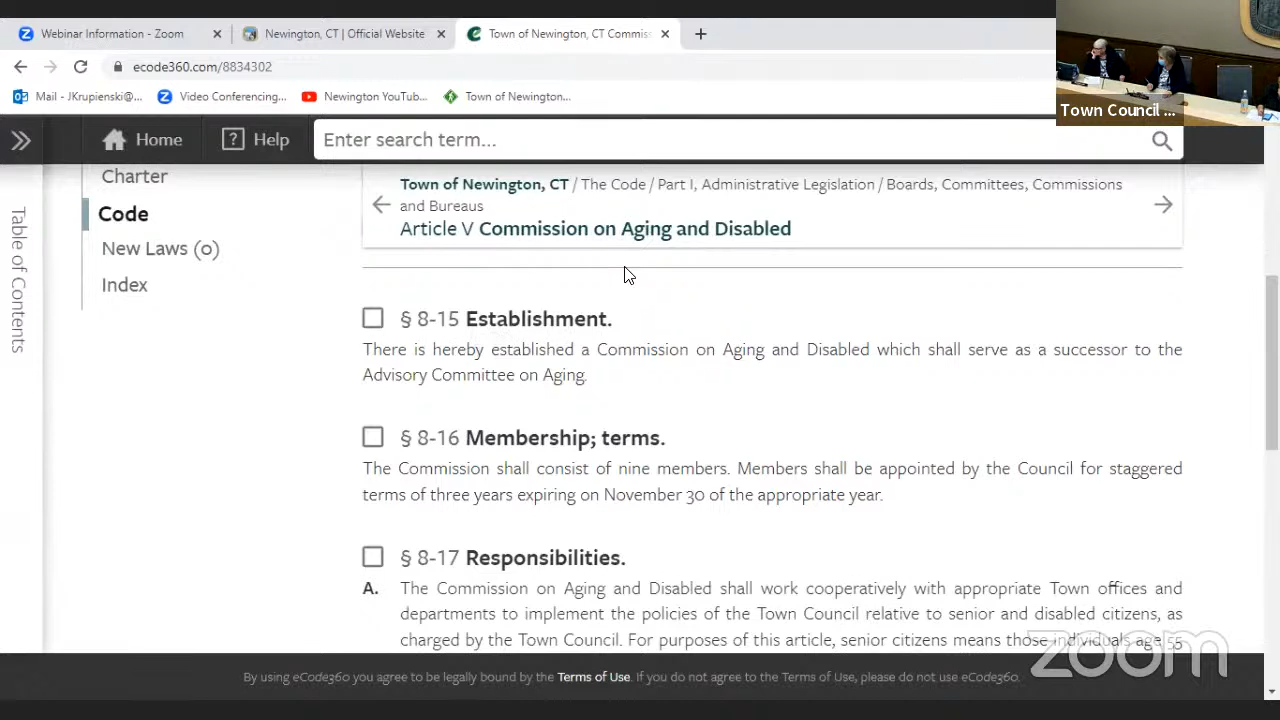 Webinar Information - Zoom
Newington, CT | Official Website
Town of Newington, CT Commis
ecode360.com/8834302
Mail - JKrupienski@...
Video Conferencing...
Newington YouTub...
Town of Newington...
Town Council ...
Home
Help
Enter search term...
Table of Contents
Charter
Code
New Laws (0)
Index
Town of Newington, CT / The Code / Part I, Administrative Legislation / Boards, Committees, Commissions
and Bureaus
Article V Commission on Aging and Disabled
§ 8-15 Establishment.
There is hereby established a Commission on Aging and Disabled which shall serve as a successor to the
Advisory Committee on Aging.
§ 8-16 Membership; terms.
The Commission shall consist of nine members. Members shall be appointed by the Council for staggered
terms of three years expiring on November 30 of the appropriate year.
§ 8-17 Responsibilities.
A. The Commission on Aging and Disabled shall work cooperatively with appropriate Town offices and
departments to implement the policies of the Town Council relative to senior and disabled citizens, as
charged by the Town Council. For purposes of this article, senior citizens means those individuals age 55
zoom
By using eCode360 you agree to be legally bound by the Terms of Use. If you do not agree to the Terms of Use, please do not use eCode360.